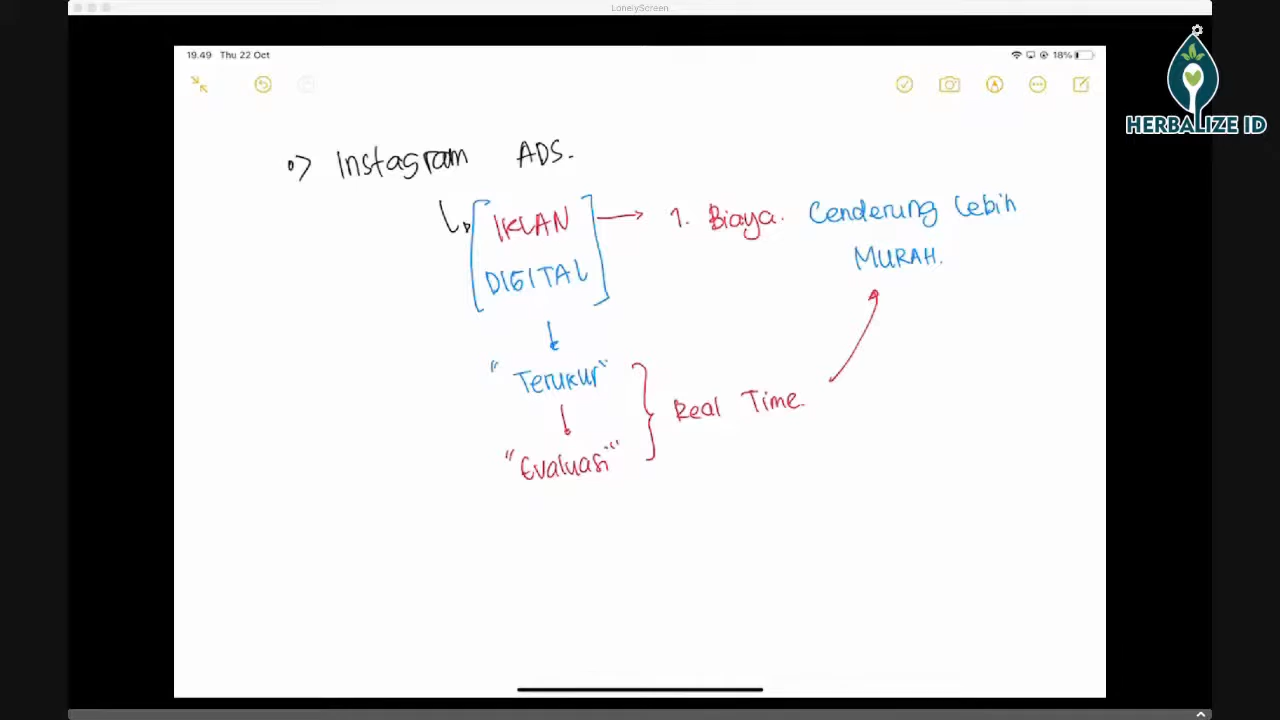 LonelyScreen
19.49 Thu 22 Oct
18%
HERBALIZE ID
Instagram ADS.
IKLAN
DIGITAL
1. Biaya. Cenderung Lebih
MURAH.
"Terukur"
"Evaluasi"
Real Time.